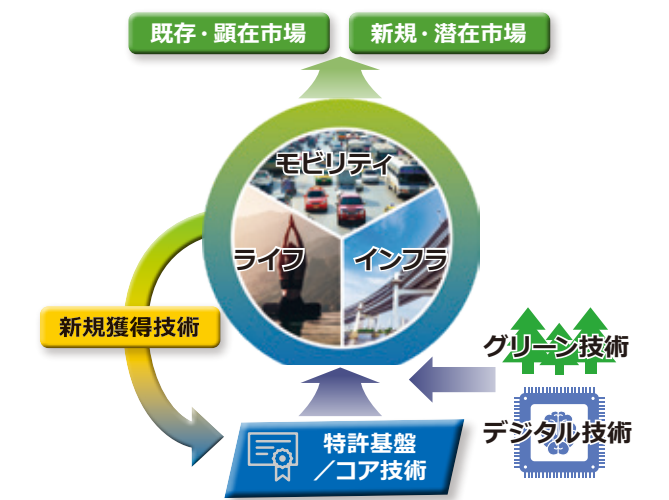 既存・顕在市場
新規・潜在市場
モビリティ
ライフ
インフラ
新規獲得技術
グリーン技術
デジタル技術
特許基盤
／コア技術